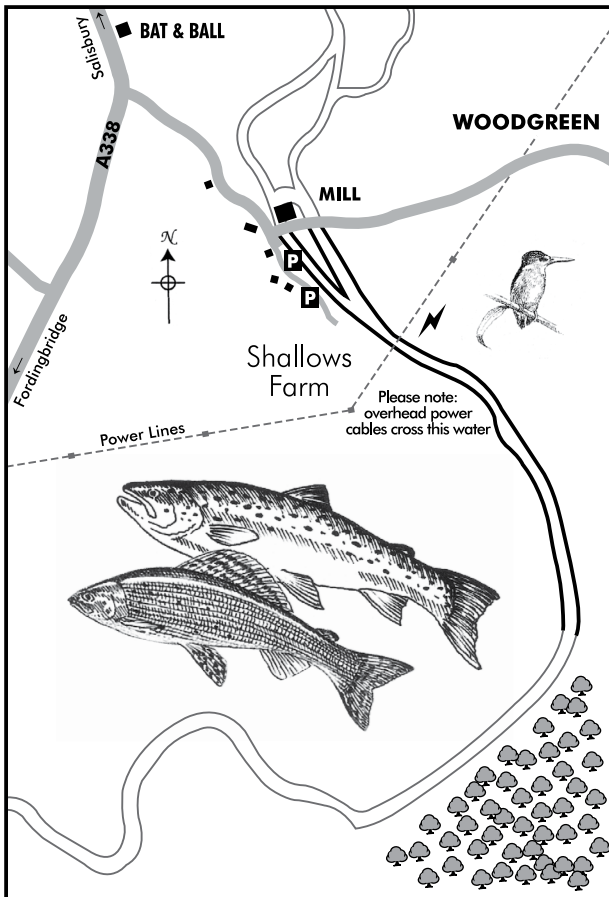 Salisbury
BAT & BALL
A338
WOODGREEN
MILL
N
P
P
Shallows
Farm
Fordingbridge
Please note:
overhead power
cables cross this water
Power Lines